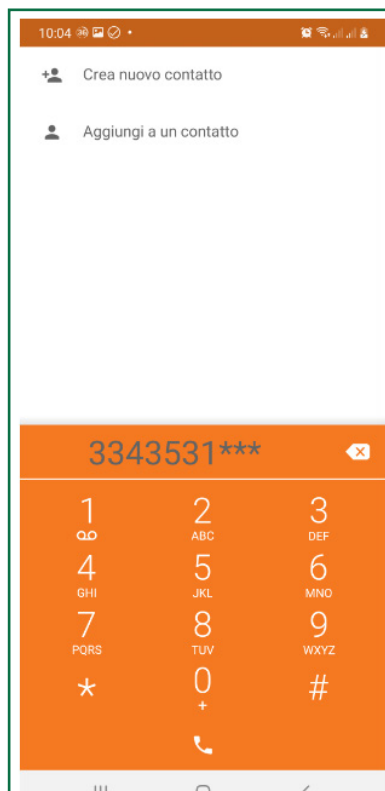 10:04
Crea nuovo contatto
Aggiungi a un contatto
3343531***
1 2 3
ABC DEF
4 5 6
GHI JKL MNO
7 8 9
PQRS TUV WXYZ
* 0 #
+